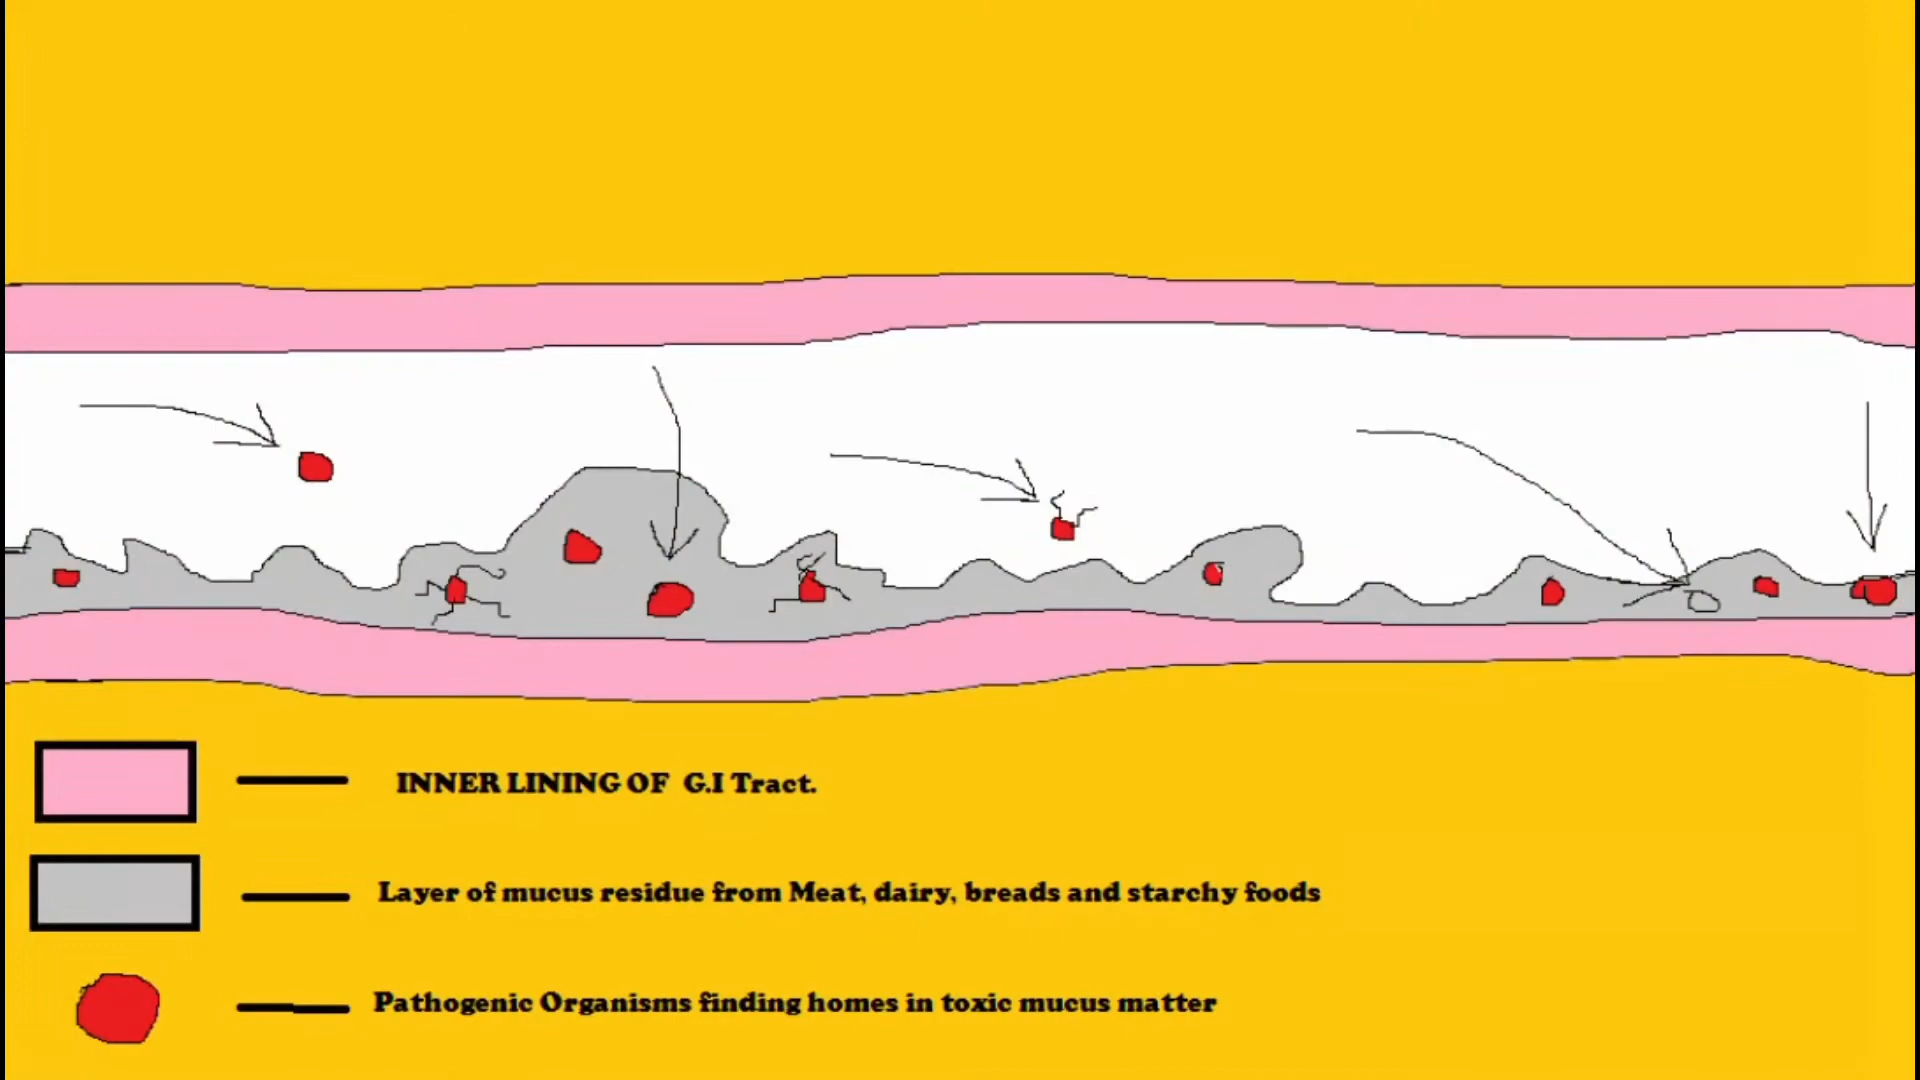 INNER LINING OF G.I Tract.
Layer of mucus residue from Meat, dairy, breads and starchy foods
Pathogenic Organisms finding homes in toxic mucus matter